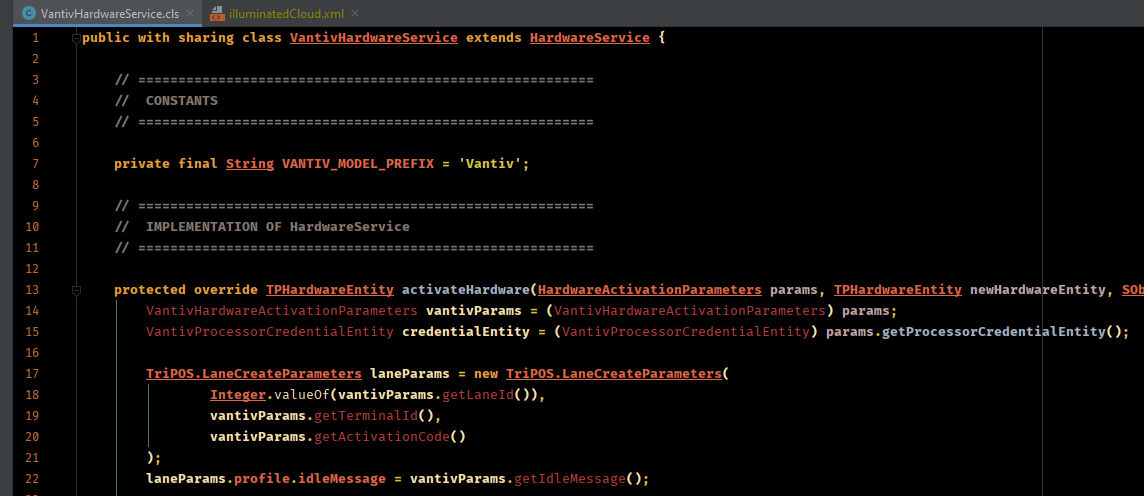 VantivHardwareService.cls illuminatedCloud.xml
1 public with sharing class VantivHardwareService extends HardwareService {
2
3 // =========================================================
4 // CONSTANTS
5 // =========================================================
6
7 private final String VANTIV_MODEL_PREFIX = 'Vantiv';
8
9 // =========================================================
10 // IMPLEMENTATION OF HardwareService
11 // =========================================================
12
13 protected override TPHardwareEntity activateHardware(HardwareActivationParameters params, TPHardwareEntity newHardwareEntity, SOb
14 VantivHardwareActivationParameters vantivParams = (VantivHardwareActivationParameters) params;
15 VantivProcessorCredentialEntity credentialEntity = (VantivProcessorCredentialEntity) params.getProcessorCredentialEntity();
16
17 TriPOS.LaneCreateParameters laneParams = new TriPOS.LaneCreateParameters(
18 Integer.valueOf(vantivParams.getLaneId()),
19 vantivParams.getTerminalId(),
20 vantivParams.getActivationCode()
21 );
22 laneParams.profile.idleMessage = vantivParams.getIdleMessage();